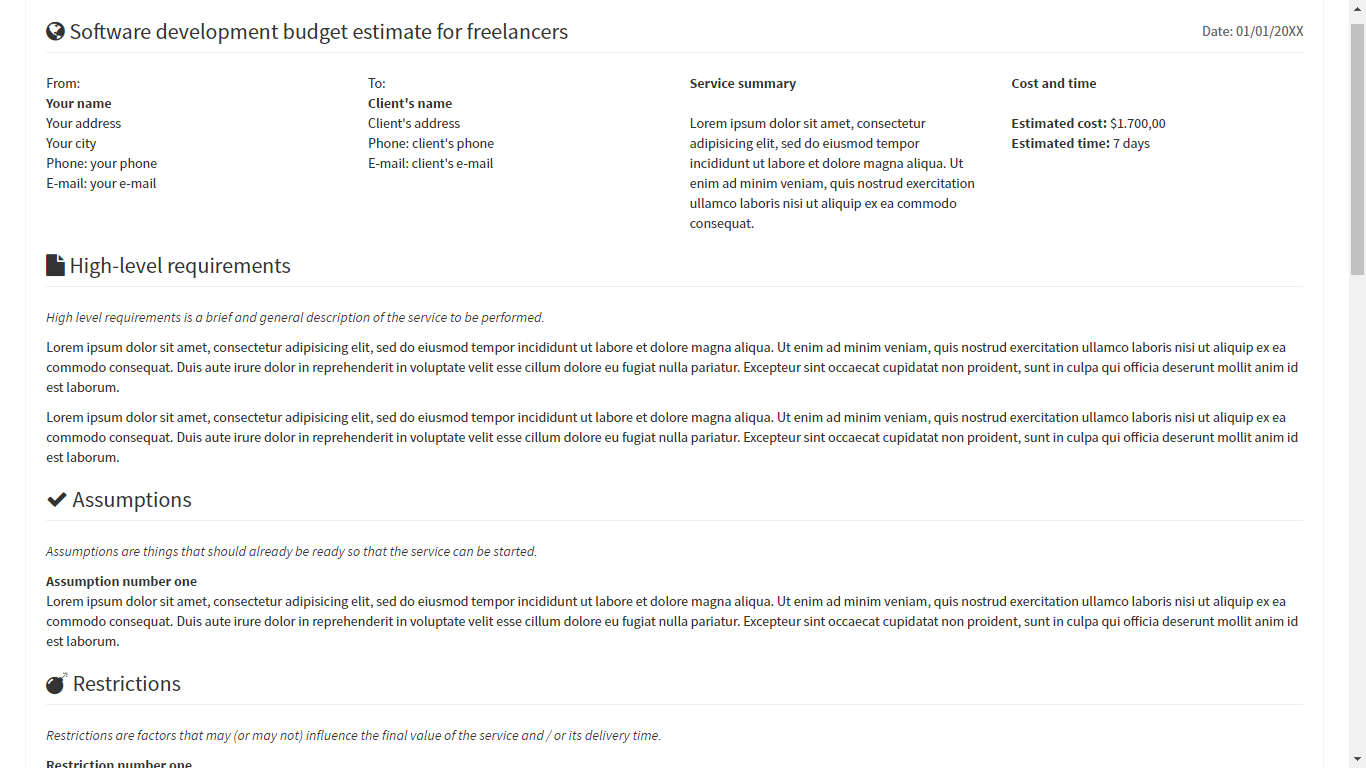 Software development budget estimate for freelancers
Date: 01/01/20XX
From:
Your name
Your address
Your city
Phone: your phone
E-mail: your e-mail
To:
Client's name
Client's address
Phone: client's phone
E-mail: client's e-mail
Service summary
Lorem ipsum dolor sit amet, consectetur
adipisicing elit, sed do eiusmod tempor
incididunt ut labore et dolore magna aliqua. Ut
enim ad minim veniam, quis nostrud exercitation
ullamco laboris nisi ut aliquip ex ea commodo
consequat.
Cost and time
Estimated cost: $1.700,00
Estimated time: 7 days
High-level requirements
High level requirements is a brief and general description of the service to be performed.
Lorem ipsum dolor sit amet, consectetur adipisicing elit, sed do eiusmod tempor incididunt ut labore et dolore magna aliqua. Ut enim ad minim veniam, quis nostrud exercitation ullamco laboris nisi ut aliquip ex ea
commodo consequat. Duis aute irure dolor in reprehenderit in voluptate velit esse cillum dolore eu fugiat nulla pariatur. Excepteur sint occaecat cupidatat non proident, sunt in culpa qui officia deserunt mollit anim id
est laborum.
Lorem ipsum dolor sit amet, consectetur adipisicing elit, sed do eiusmod tempor incididunt ut labore et dolore magna aliqua. Ut enim ad minim veniam, quis nostrud exercitation ullamco laboris nisi ut aliquip ex ea
commodo consequat. Duis aute irure dolor in reprehenderit in voluptate velit esse cillum dolore eu fugiat nulla pariatur. Excepteur sint occaecat cupidatat non proident, sunt in culpa qui officia deserunt mollit anim id
est laborum.
Assumptions
Assumptions are things that should already be ready so that the service can be started.
Assumption number one
Lorem ipsum dolor sit amet, consectetur adipisicing elit, sed do eiusmod tempor incididunt ut labore et dolore magna aliqua. Ut enim ad minim veniam, quis nostrud exercitation ullamco laboris nisi ut aliquip ex ea
commodo consequat. Duis aute irure dolor in reprehenderit in voluptate velit esse cillum dolore eu fugiat nulla pariatur. Excepteur sint occaecat cupidatat non proident, sunt in culpa qui officia deserunt mollit anim id
est laborum.
Restrictions
Restrictions are factors that may (or may not) influence the final value of the service and / or its delivery time.
Restriction number one